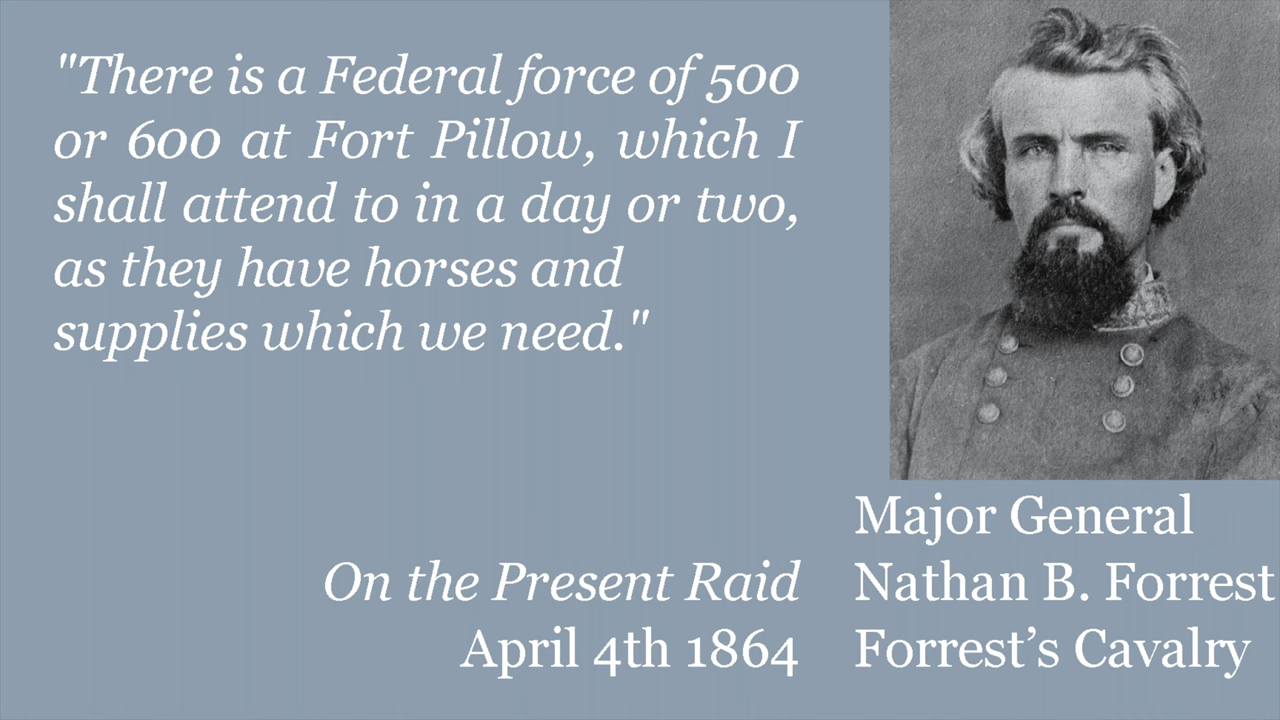 "There is a Federal force of 500
or 600 at Fort Pillow, which I
shall attend to in a day or two,
as they have horses and
supplies which we need."
On the Present Raid
April 4th 1864
Major General
Nathan B. Forrest
Forrest’s Cavalry